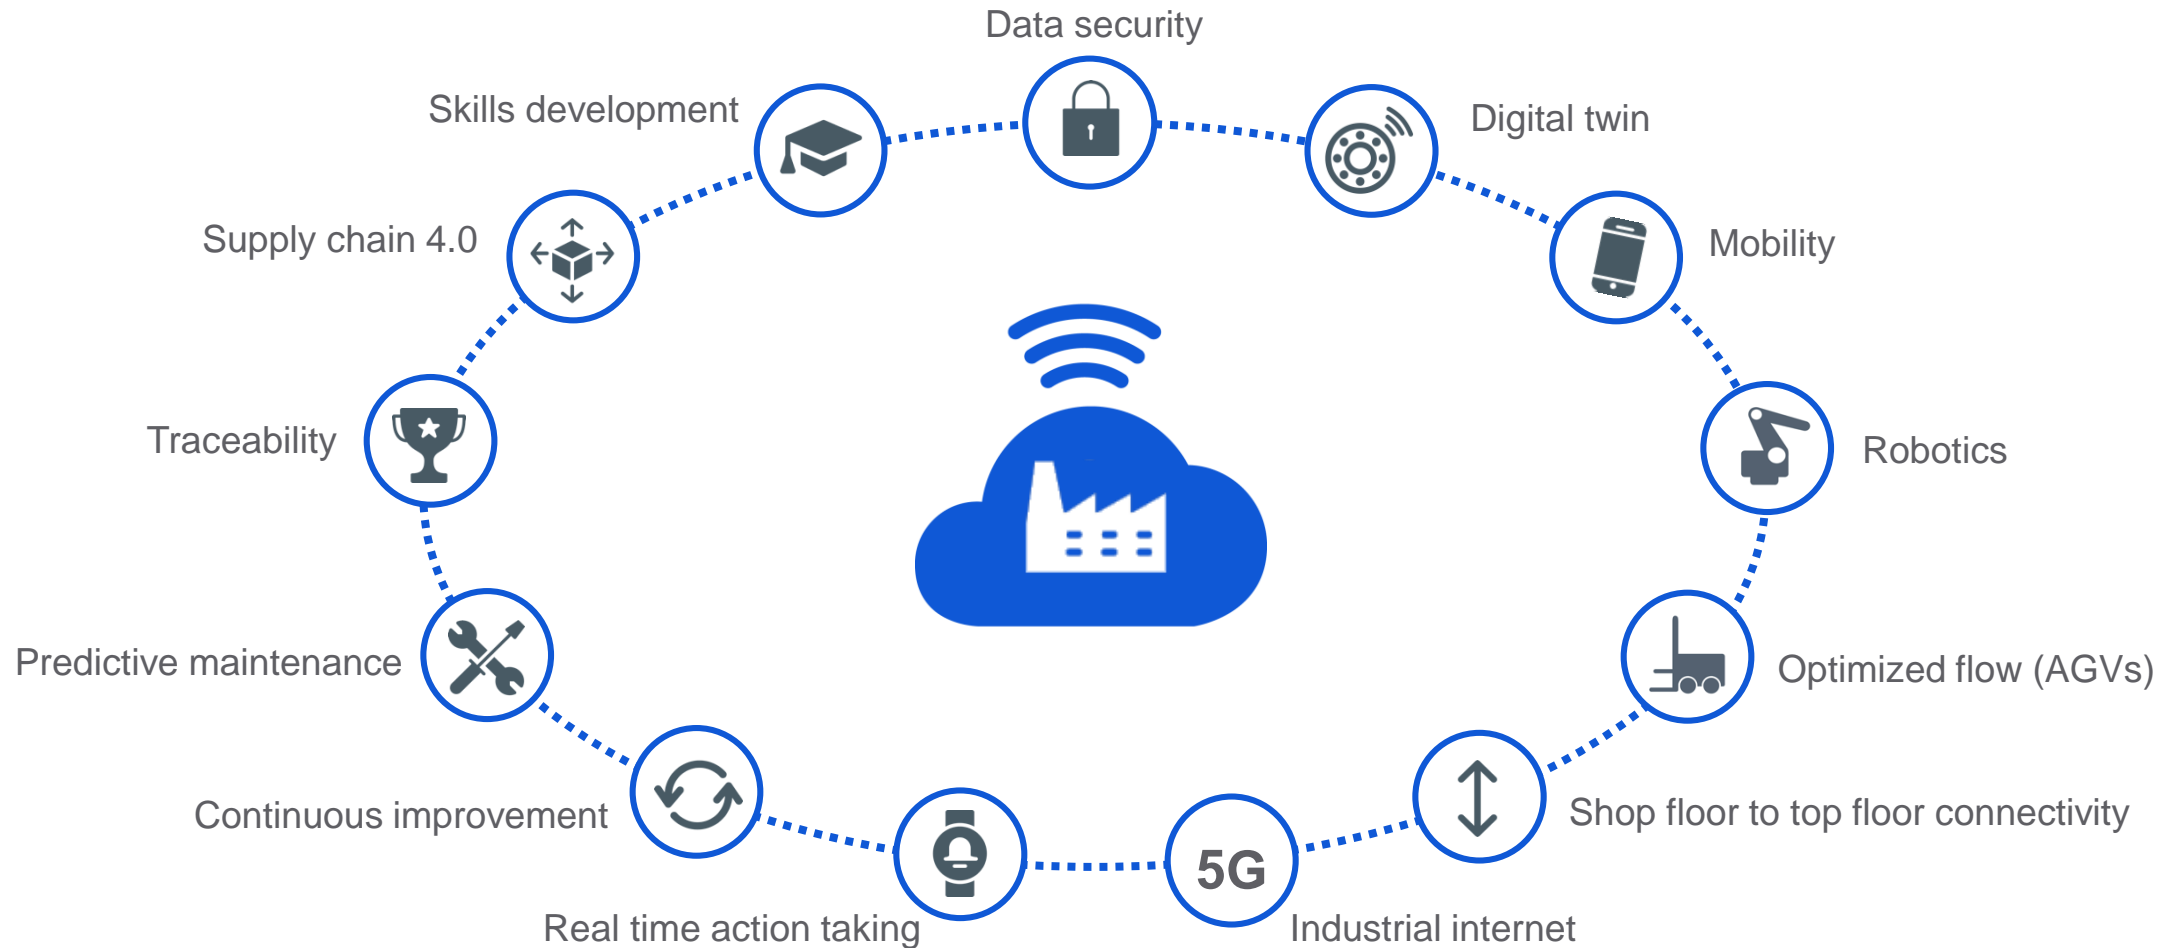 Data security
Skills development
Digital twin
Supply chain 4.0
Mobility
Traceability
Robotics
Predictive maintenance
Optimized flow (AGVs)
Continuous improvement
Shop floor to top floor connectivity
5G
Real time action taking
Industrial internet